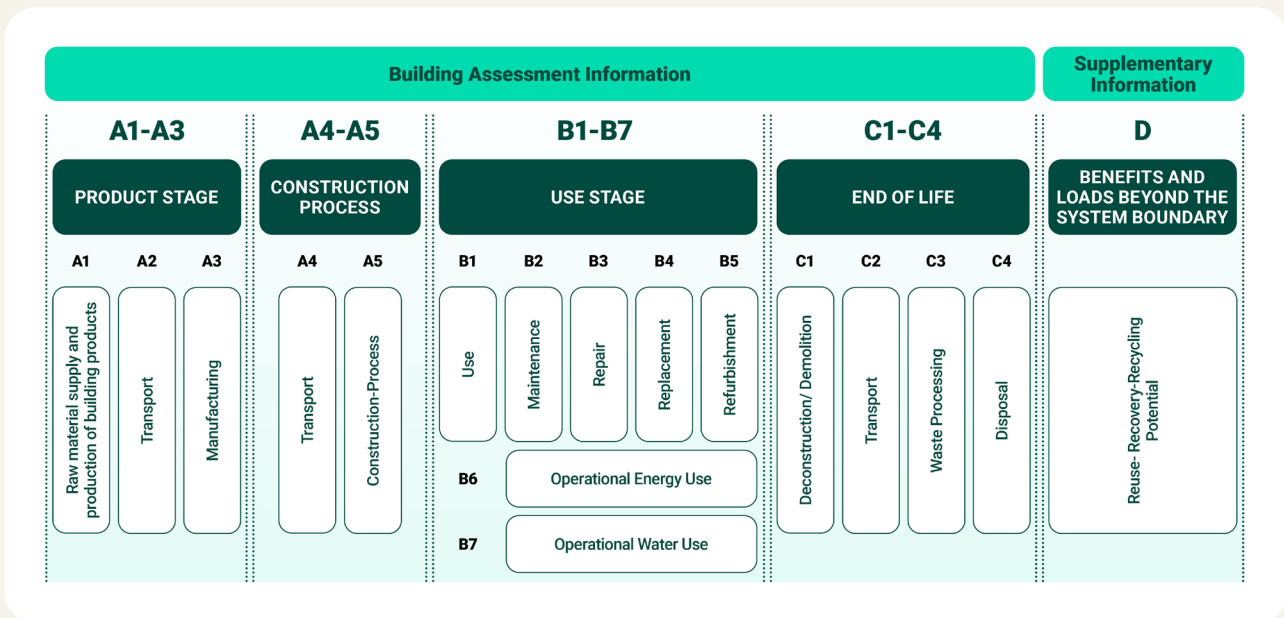 Building Assessment Information
Supplementary
Information
A1-A3
A4-A5
B1-B7
C1-C4
D
PRODUCT STAGE
CONSTRUCTION
PROCESS
USE STAGE
END OF LIFE
BENEFITS AND
LOADS BEYOND THE
SYSTEM BOUNDARY
A1
A2
A3
A4
A5
B1
B2
B3
B4
B5
C1
C2
C3
C4
Raw material supply and
production of building products
Transport
Manufacturing
Transport
Construction-Process
Use
Maintenance
Repair
Replacement
Refurbishment
B6
Operational Energy Use
B7
Operational Water Use
Deconstruction/ Demolition
Transport
Waste Processing
Disposal
Reuse- Recovery-Recycling
Potential